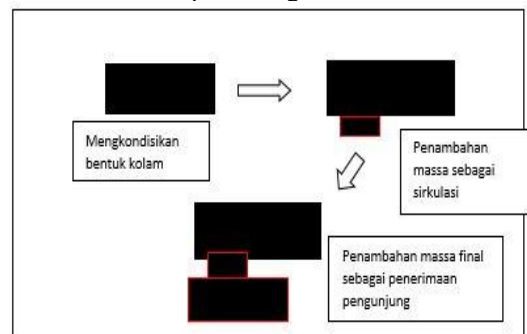 Mengkondisikan
bentuk kolam
Penambahan
massa sebagai
sirkulasi
Penambahan massa final
sebagai penerimaan
pengunjung